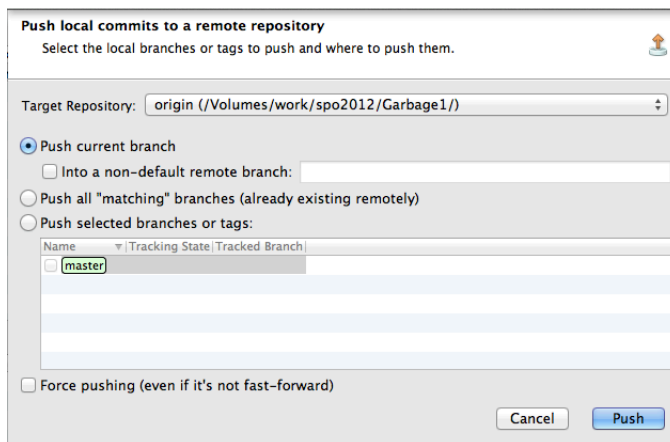 Push local commits to a remote repository
Select the local branches or tags to push and where to push them.
Target Repository: origin (/Volumes/work/spo2012/Garbage1/)
Push current branch
Into a non-default remote branch:
Push all "matching" branches (already existing remotely)
Push selected branches or tags:
Name Tracking State Tracked Branch
master
Force pushing (even if it's not fast-forward)
Cancel Push